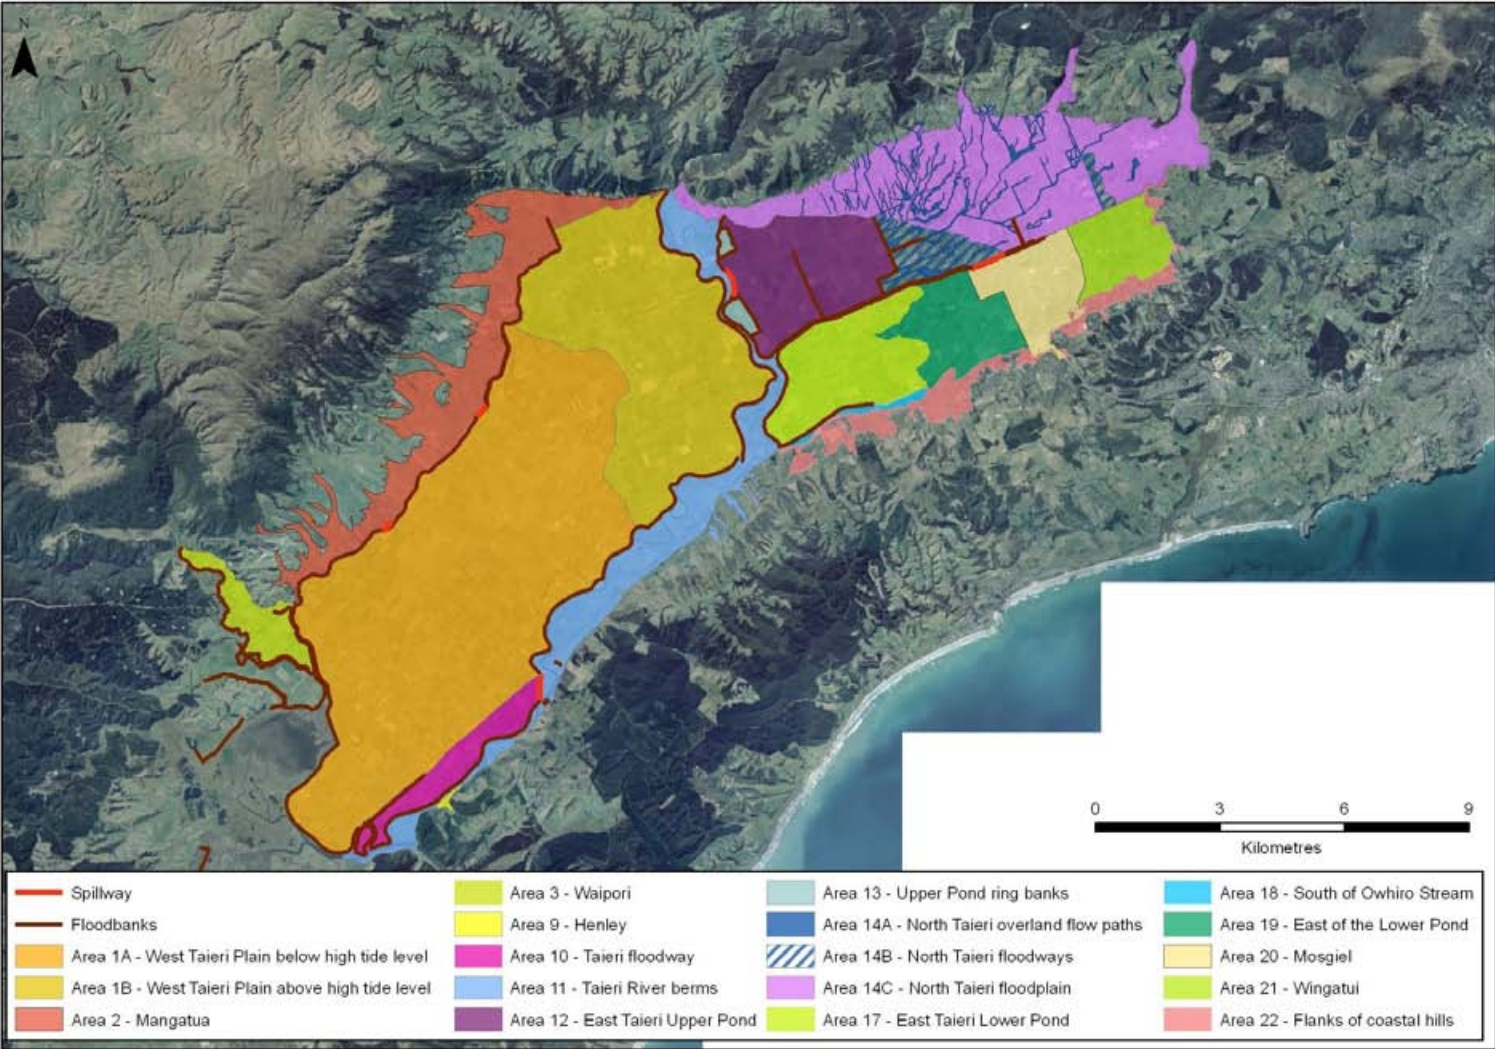 N
0 3 6 9
Kilometres
Spillway
Floodbanks
Area 1A - West Taieri Plain below high tide level
Area 1B - West Taieri Plain above high tide level
Area 2 - Mangatua
Area 3 - Waipori
Area 9 - Henley
Area 10 - Taieri floodway
Area 11 - Taieri River berms
Area 12 - East Taieri Upper Pond
Area 13 - Upper Pond ring banks
Area 14A - North Taieri overland flow paths
Area 14B - North Taieri floodways
Area 14C - North Taieri floodplain
Area 17 - East Taieri Lower Pond
Area 18 - South of Owhiro Stream
Area 19 - East of the Lower Pond
Area 20 - Mosgiel
Area 21 - Wingatui
Area 22 - Flanks of coastal hills